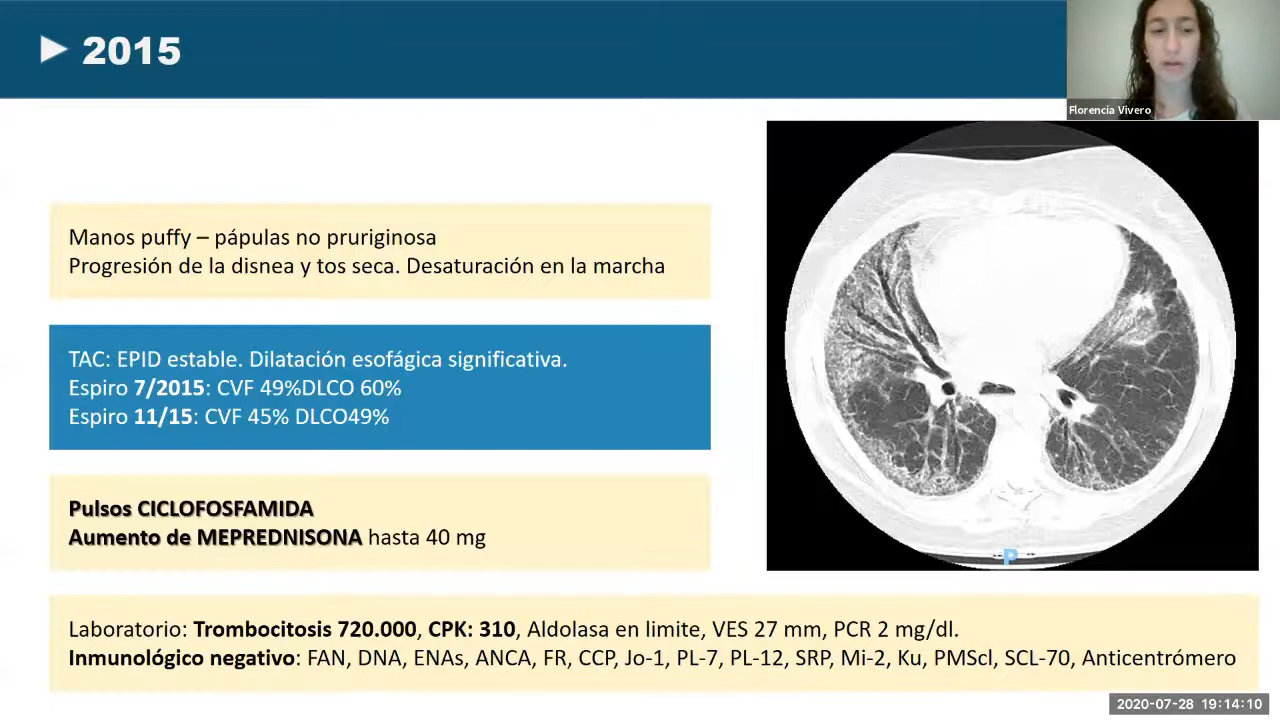 2015
Florencia Vivero
Manos puffy – pápulas no pruriginosa
Progresión de la disnea y tos seca. Desaturación en la marcha
TAC: EPID estable. Dilatación esofágica significativa.
Espiro 7/2015: CVF 49%DLCO 60%
Espiro 11/15: CVF 45% DLCO49%
Pulsos CICLOFOSFAMIDA
Aumento de MEPREDNISONA hasta 40 mg
P
Laboratorio: Trombocitosis 720.000, CPK: 310, Aldolasa en limite, VES 27 mm, PCR 2 mg/dl.
Inmunológico negativo: FAN, DNA, ENAs, ANCA, FR, CCP, Jo-1, PL-7, PL-12, SRP, Mi-2, Ku, PMScl, SCL-70, Anticentrómero
2020-07-28 19:14:10